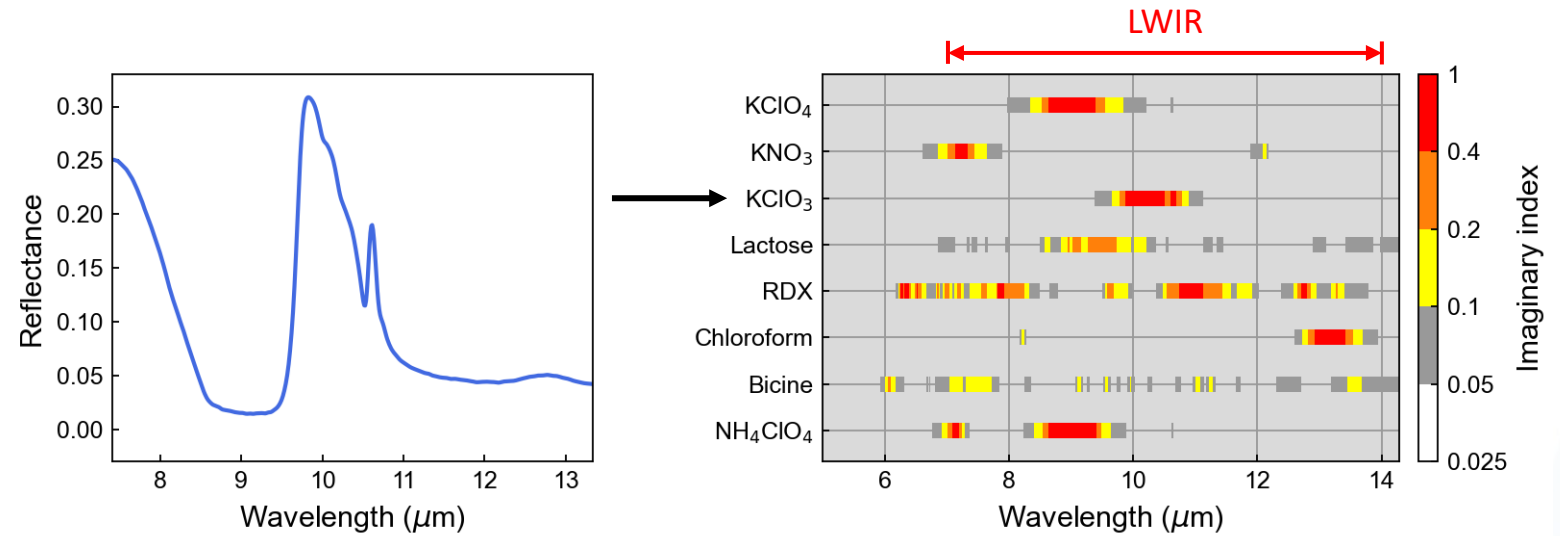 LWIR
0.30
0.25
0.20
0.15
0.10
0.05
0.00
Reflectance
8 9 10 11 12 13
Wavelength (μm)
KClO₄
KNO₃
KClO₃
Lactose
RDX
Chloroform
Bicine
NH₄ClO₄
6 8 10 12 14
Wavelength (μm)
1
0.4
0.2
0.1
0.05
0.025
Imaginary index